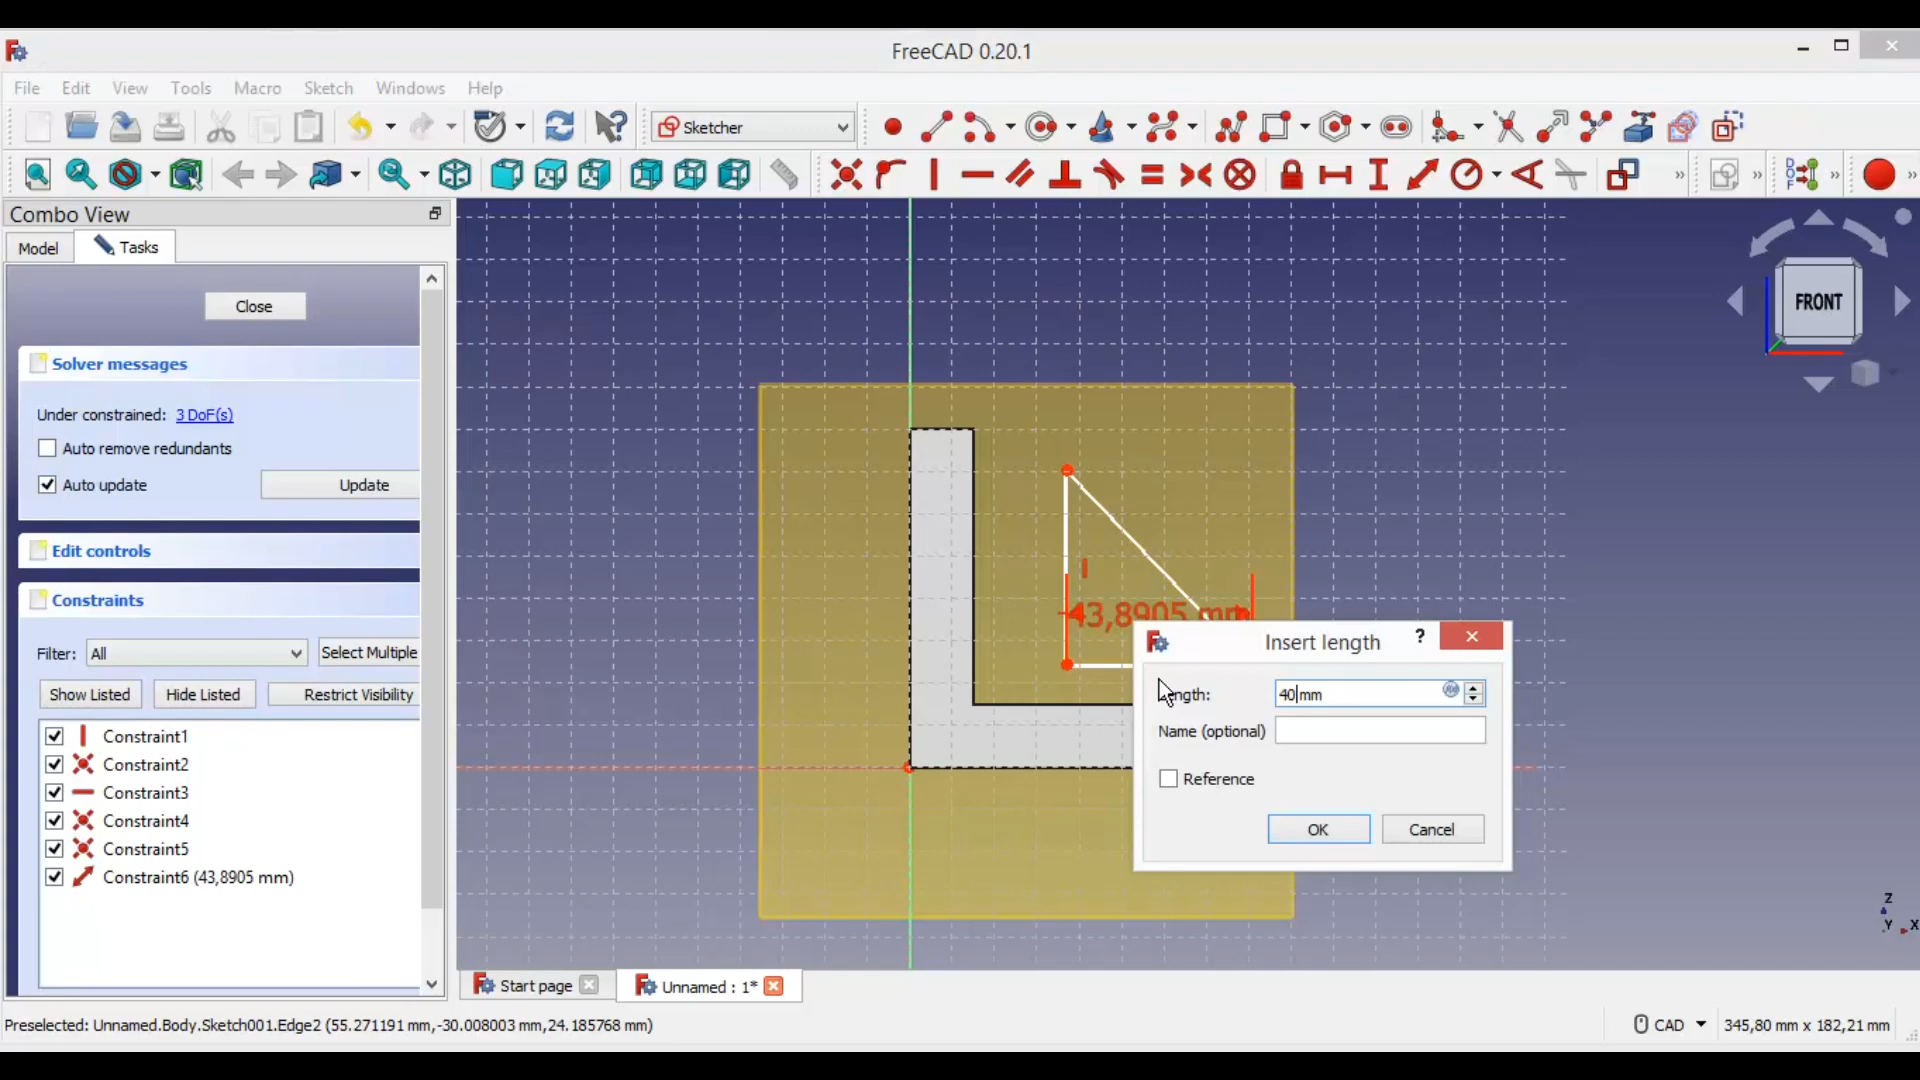 FreeCAD 0.20.1
File Edit View Tools Macro Sketch Windows Help
Sketcher
Combo View
Model Tasks
Close
Solver messages
Under constrained: 3 DoF(s)
Auto remove redundants
Auto update Update
Edit controls
Constraints
Filter: All Select Multiple
Show Listed Hide Listed Restrict Visibility
Constraint1
Constraint2
Constraint3
Constraint4
Constraint5
Constraint6 (43,8905 mm)
FRONT
43,8905 mm
Insert length
Length: 40 mm
Name (optional)
Reference
OK Cancel
Z
Y X
Start page Unnamed : 1*
Preselected: Unnamed.Body.Sketch001.Edge2 (55.271191 mm,-30.008003 mm,24.185768 mm)
CAD 345,80 mm x 182,21 mm